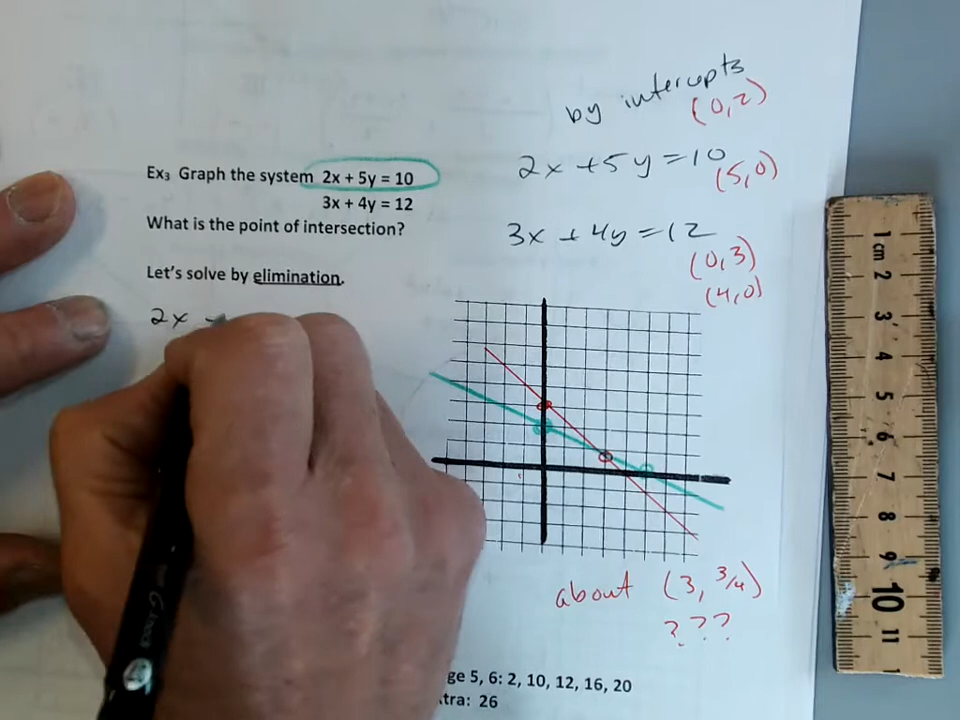 by intercepts
(0,2)
Ex3 Graph the system 2x + 5y = 10
3x + 4y = 12
What is the point of intersection?
Let's solve by elimination.
2x
2x + 5y = 10
(5,0)
3x + 4y = 12
(0,3)
(4,0)
about (3, 3/4)
???
ge 5, 6: 2, 10, 12, 16, 20
tra: 26
1 cm 2 3 4 5 6 7 8 9 10 11